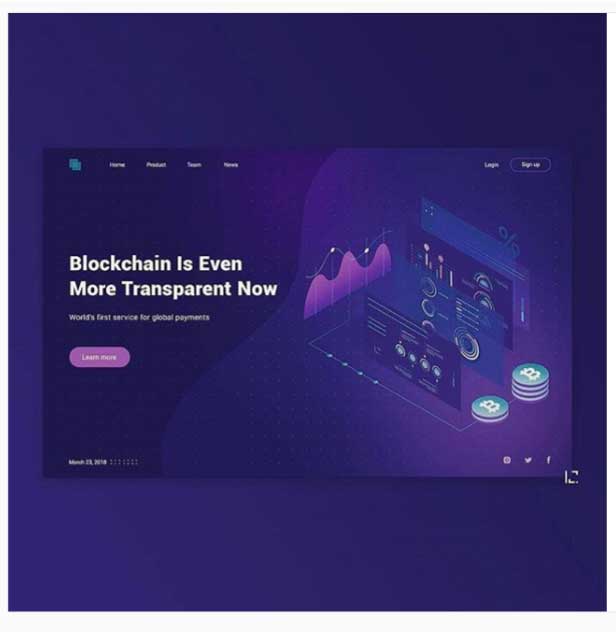 Home Product Team News Login Sign up
Blockchain Is Even
More Transparent Now
World's first service for global payments
Learn more
March 23, 2018